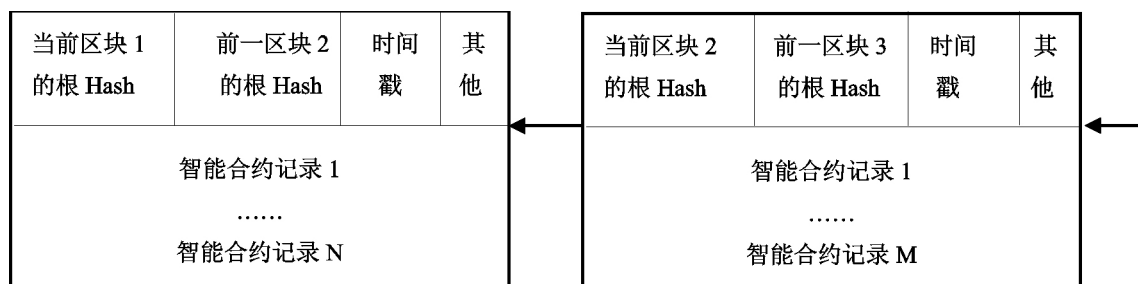 当前区块 1
的根 Hash
前一区块 2
的根 Hash
时间
戳
其
他
智能合约记录 1
……
智能合约记录 N
当前区块 2
的根 Hash
前一区块 3
的根 Hash
时间
戳
其
他
智能合约记录 1
……
智能合约记录 M